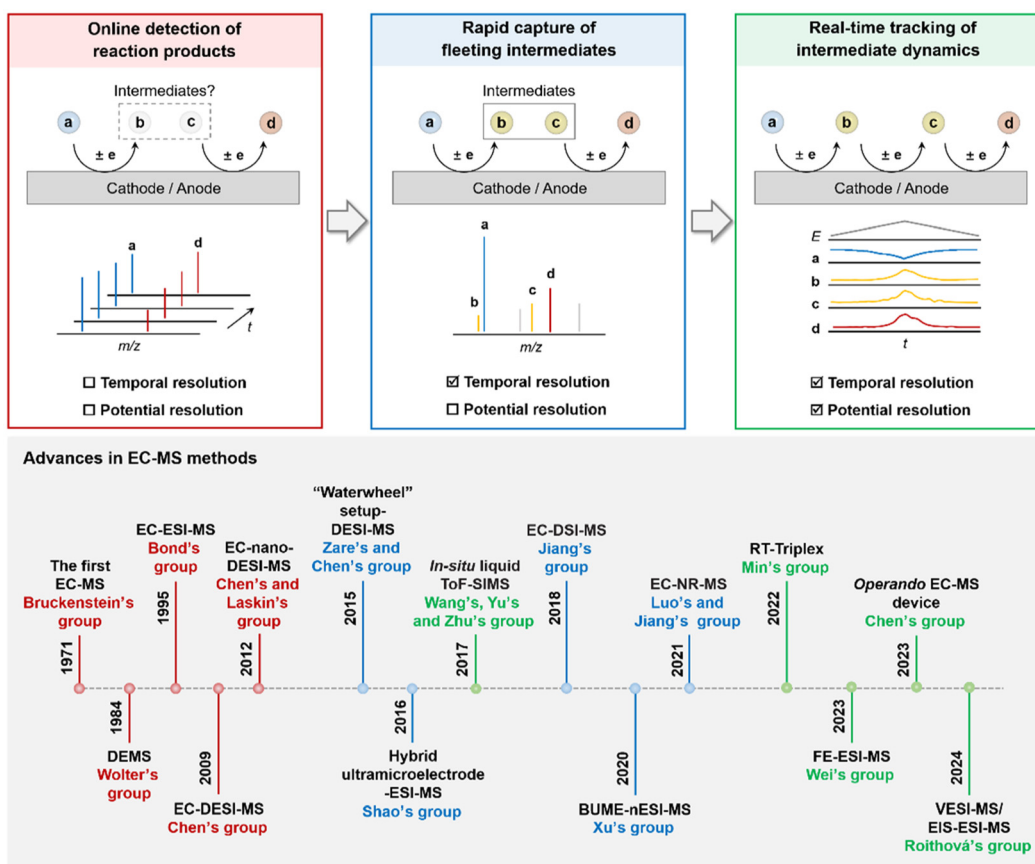 Online detection of
reaction products
Intermediates?
a
b
c
d
± e
± e
Cathode / Anode
a
d
t
m/z
☐ Temporal resolution
☐ Potential resolution
Rapid capture of
fleeting intermediates
Intermediates
a
b
c
d
± e
± e
Cathode / Anode
a
b
c
d
m/z
☑ Temporal resolution
☐ Potential resolution
Real-time tracking of
intermediate dynamics
a
b
c
d
± e
± e
± e
Cathode / Anode
E
a
b
c
d
t
☑ Temporal resolution
☑ Potential resolution
Advances in EC-MS methods
The first
EC-MS
Bruckenstein's
group
1971
1984
DEMS
Wolter's
group
EC-ESI-MS
Bond's
group
1995
2009
EC-DESI-MS
Chen's group
EC-nano-
DESI-MS
Chen's and
Laskin's
group
2012
“Waterwheel”
setup-
DESI-MS
Zare's and
Chen's group
2015
2016
Hybrid
ultramicroelectrode
-ESI-MS
Shao's group
In-situ liquid
ToF-SIMS
Wang's, Yu's
and Zhu's group
2017
EC-DSI-MS
Jiang's
group
2018
2020
BUME-nESI-MS
Xu's group
EC-NR-MS
Luo's and
Jiang's group
2021
RT-Triplex
Min's group
2022
2023
FE-ESI-MS
Wei's group
Operando EC-MS
device
Chen's group
2023
2024
VESI-MS/
EIS-ESI-MS
Roithová's group